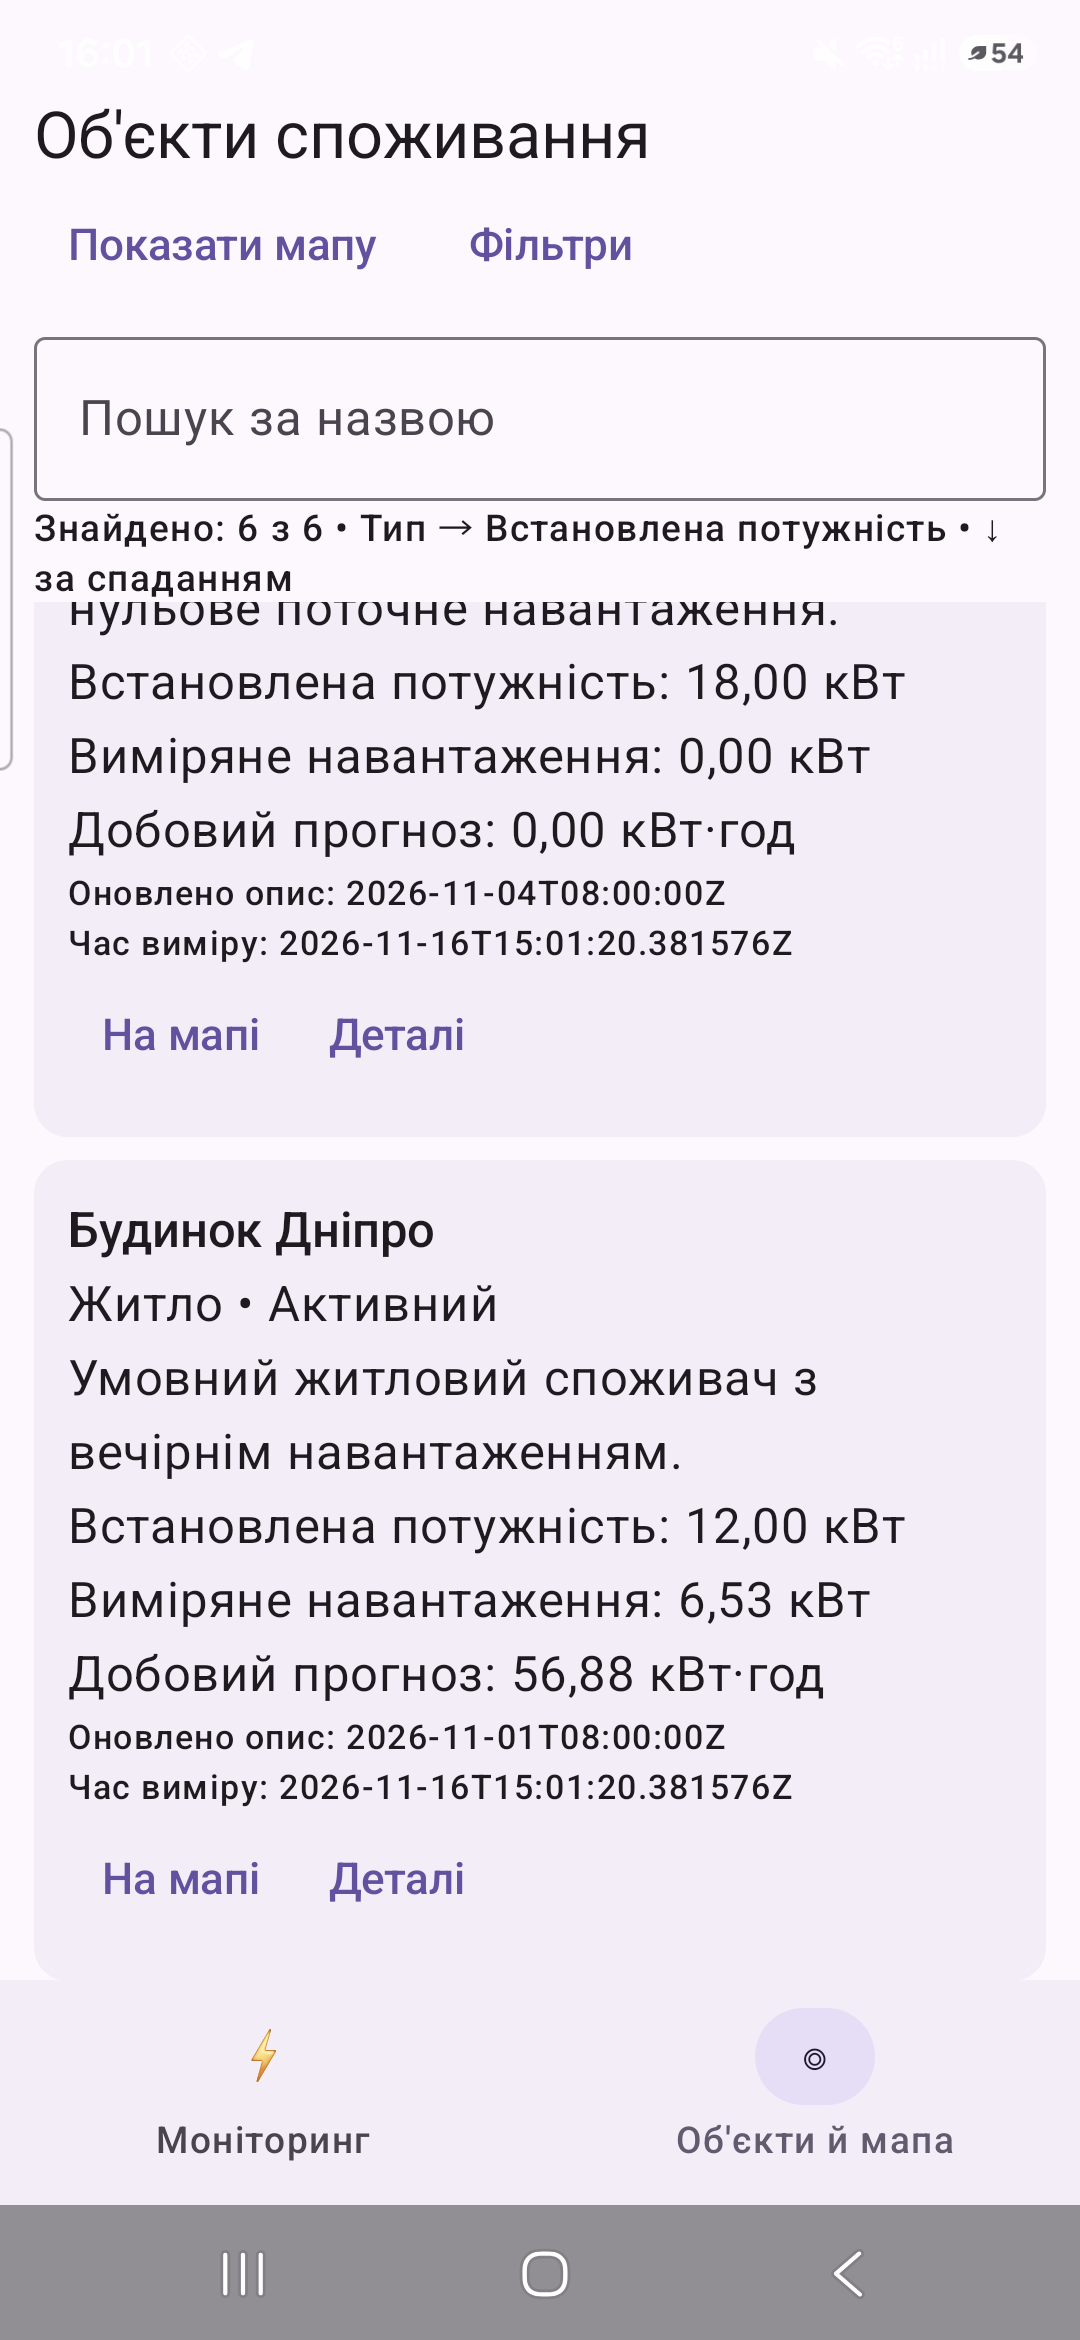 16:01
54
Об'єкти споживання
Показати мапу Фільтри
Пошук за назвою
Знайдено: 6 з 6 • Тип → Встановлена потужність • ↓
за спаданням
нульове поточне навантаження.
Встановлена потужність: 18,00 кВт
Виміряне навантаження: 0,00 кВт
Добовий прогноз: 0,00 кВт·год
Оновлено опис: 2026-11-04T08:00:00Z
Час виміру: 2026-11-16T15:01:20.381576Z
На мапі Деталі
Будинок Дніпро
Житло • Активний
Умовний житловий споживач з
вечірнім навантаженням.
Встановлена потужність: 12,00 кВт
Виміряне навантаження: 6,53 кВт
Добовий прогноз: 56,88 кВт·год
Оновлено опис: 2026-11-01T08:00:00Z
Час виміру: 2026-11-16T15:01:20.381576Z
На мапі Деталі
Моніторинг
Об'єкти й мапа